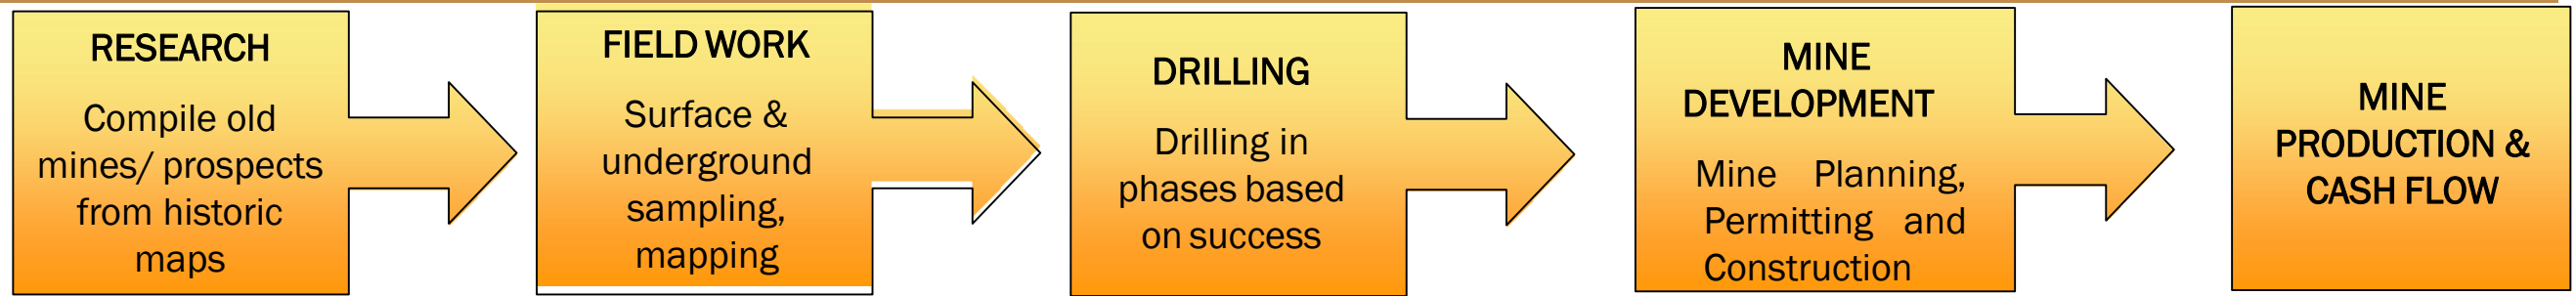 RESEARCH
Compile old
mines/ prospects
from historic
maps
FIELD WORK
Surface &
underground
sampling,
mapping
DRILLING
Drilling in
phases based
on success
MINE
DEVELOPMENT
Mine Planning,
Permitting and
Construction
MINE
PRODUCTION &
CASH FLOW